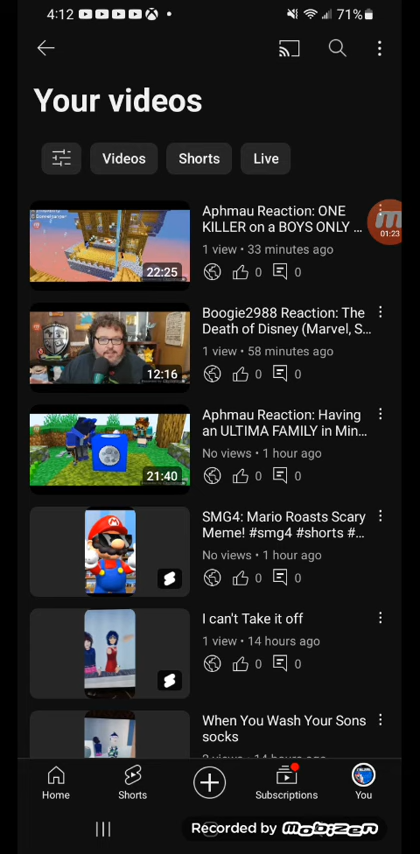 4:12
71%
Your videos
Videos
Shorts
Live
Aphmau Reaction: ONE
KILLER on a BOYS ONLY ...
1 view • 33 minutes ago
0 0
22:25
01:23
Boogie2988 Reaction: The
Death of Disney (Marvel, S...
1 view • 58 minutes ago
0 0
12:16
Aphmau Reaction: Having
an ULTIMA FAMILY in Min...
No views • 1 hour ago
0 0
21:40
SMG4: Mario Roasts Scary
Meme! #smg4 #shorts #...
No views • 1 hour ago
0 0
I can't Take it off
1 view • 14 hours ago
0 0
When You Wash Your Sons
socks
Home
Shorts
Subscriptions
You
Recorded by mobizen